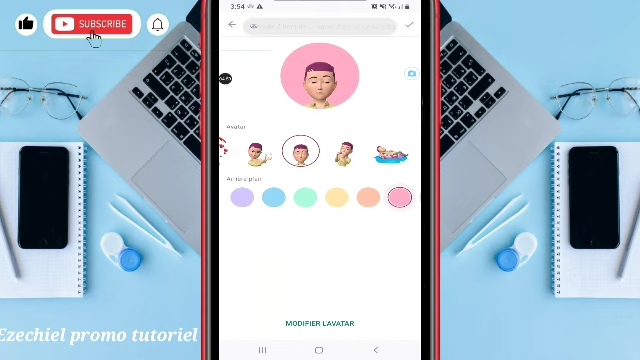 SUBSCRIBE
3:54
Avatar
Arrière plan
MODIFIER L'AVATAR
Ezechiel promo tutoriel